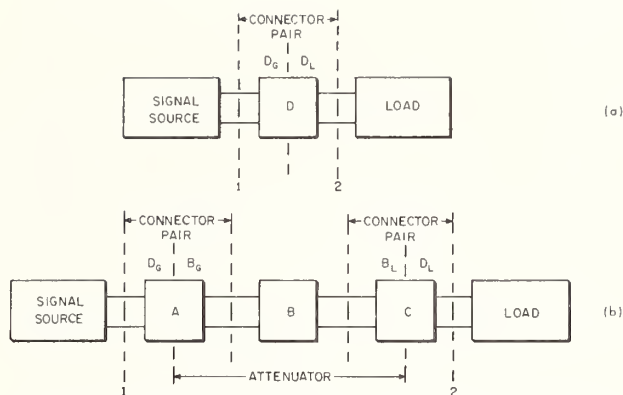 CONNECTOR
PAIR
D_G D_L
SIGNAL
SOURCE
D
LOAD
(a)
1 2
CONNECTOR
PAIR
CONNECTOR
PAIR
D_G B_G
B_L D_L
SIGNAL
SOURCE
A
B
C
LOAD
(b)
ATTENUATOR
1 2